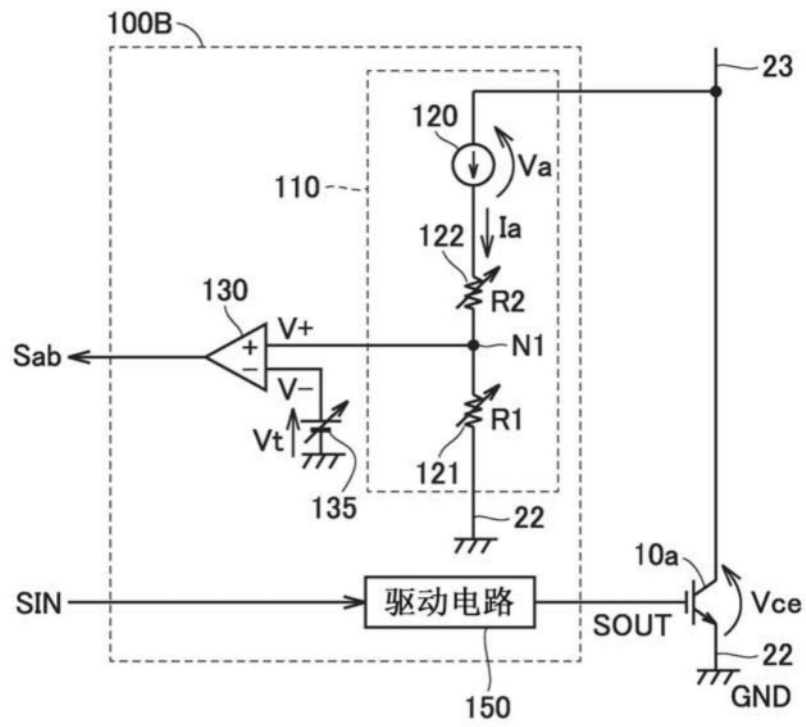 100B
23
120
Va
110
Ia
122
R2
130
V+
N1
Sab
V-
R1
Vt
121
135
22
10a
SIN
驱动电路
Vce
SOUT
22
150
GND